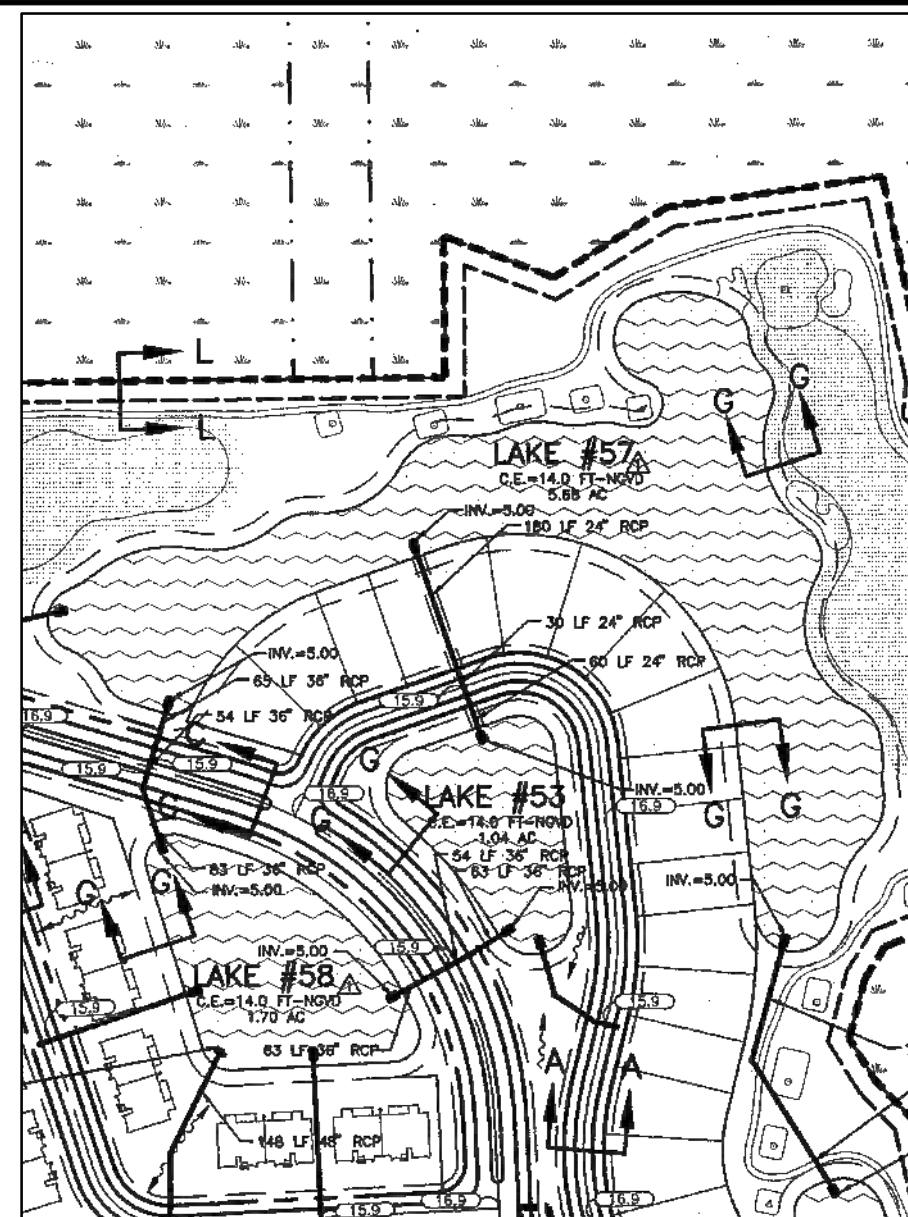 L
L
G
G
LAKE #57
C.E.=14.0 FT-NGVD
5.68 AC
INV.=5.00
180 LF 24" RCP
30 LF 24" RCP
INV.=5.00
60 LF 24" RCP
65 LF 36" RCP
15.9
54 LF 36" RCP
16.9
C
15.9
15.9
G
G
G
16.9
LAKE #53
C.E.=14.0 FT-NGVD
1.04 AC
INV.=5.00
16.9
G
G
G
54 LF 36" RCP
63 LF 36" RCP
INV.=5.00
INV.=5.00
63 LF 36" RCP
INV.=5.00
G
G
INV.=5.00
15.9
LAKE #58
C.E.=14.0 FT-NGVD
1.70 AC
15.9
15.9
63 LF 36" RCP
A
A
148 LF 48" RCP
16.9
15.9
16.9